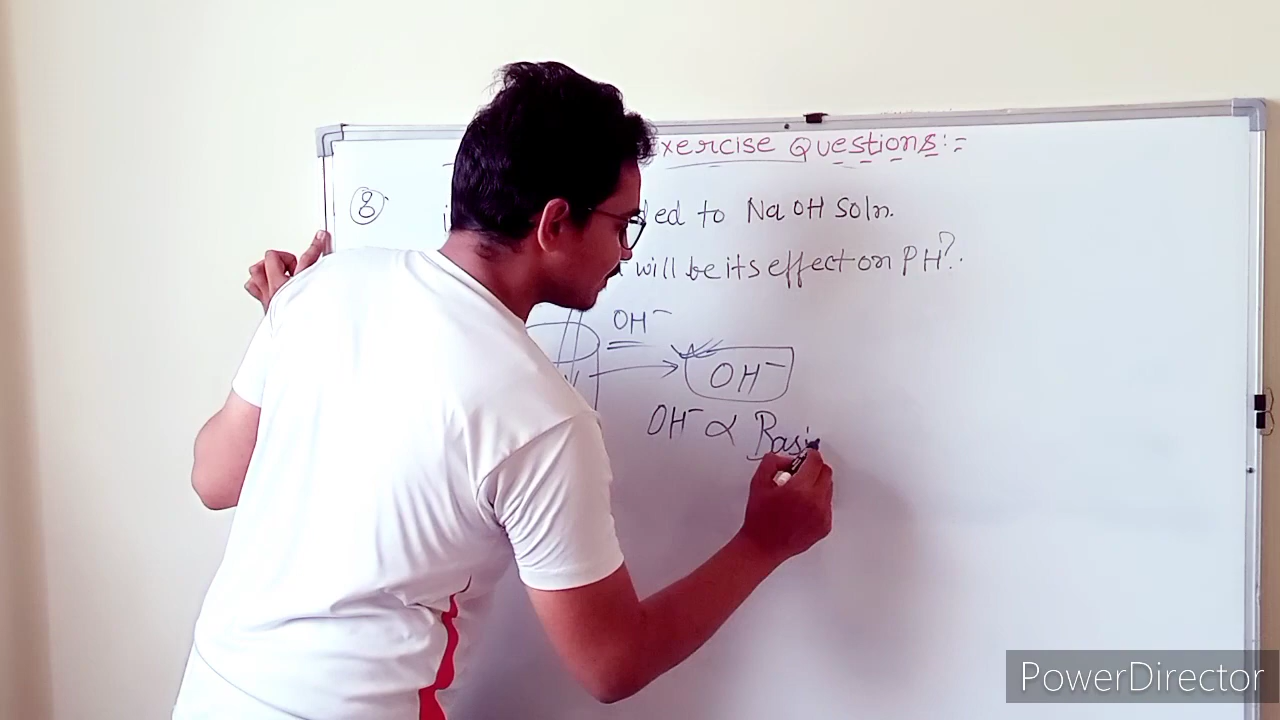 Exercise Questions:-
8
ded to NaOH Soln.
will be its effect on PH?.
OH⁻
OH⁻
OH⁻ ∝ Basi
PowerDirector